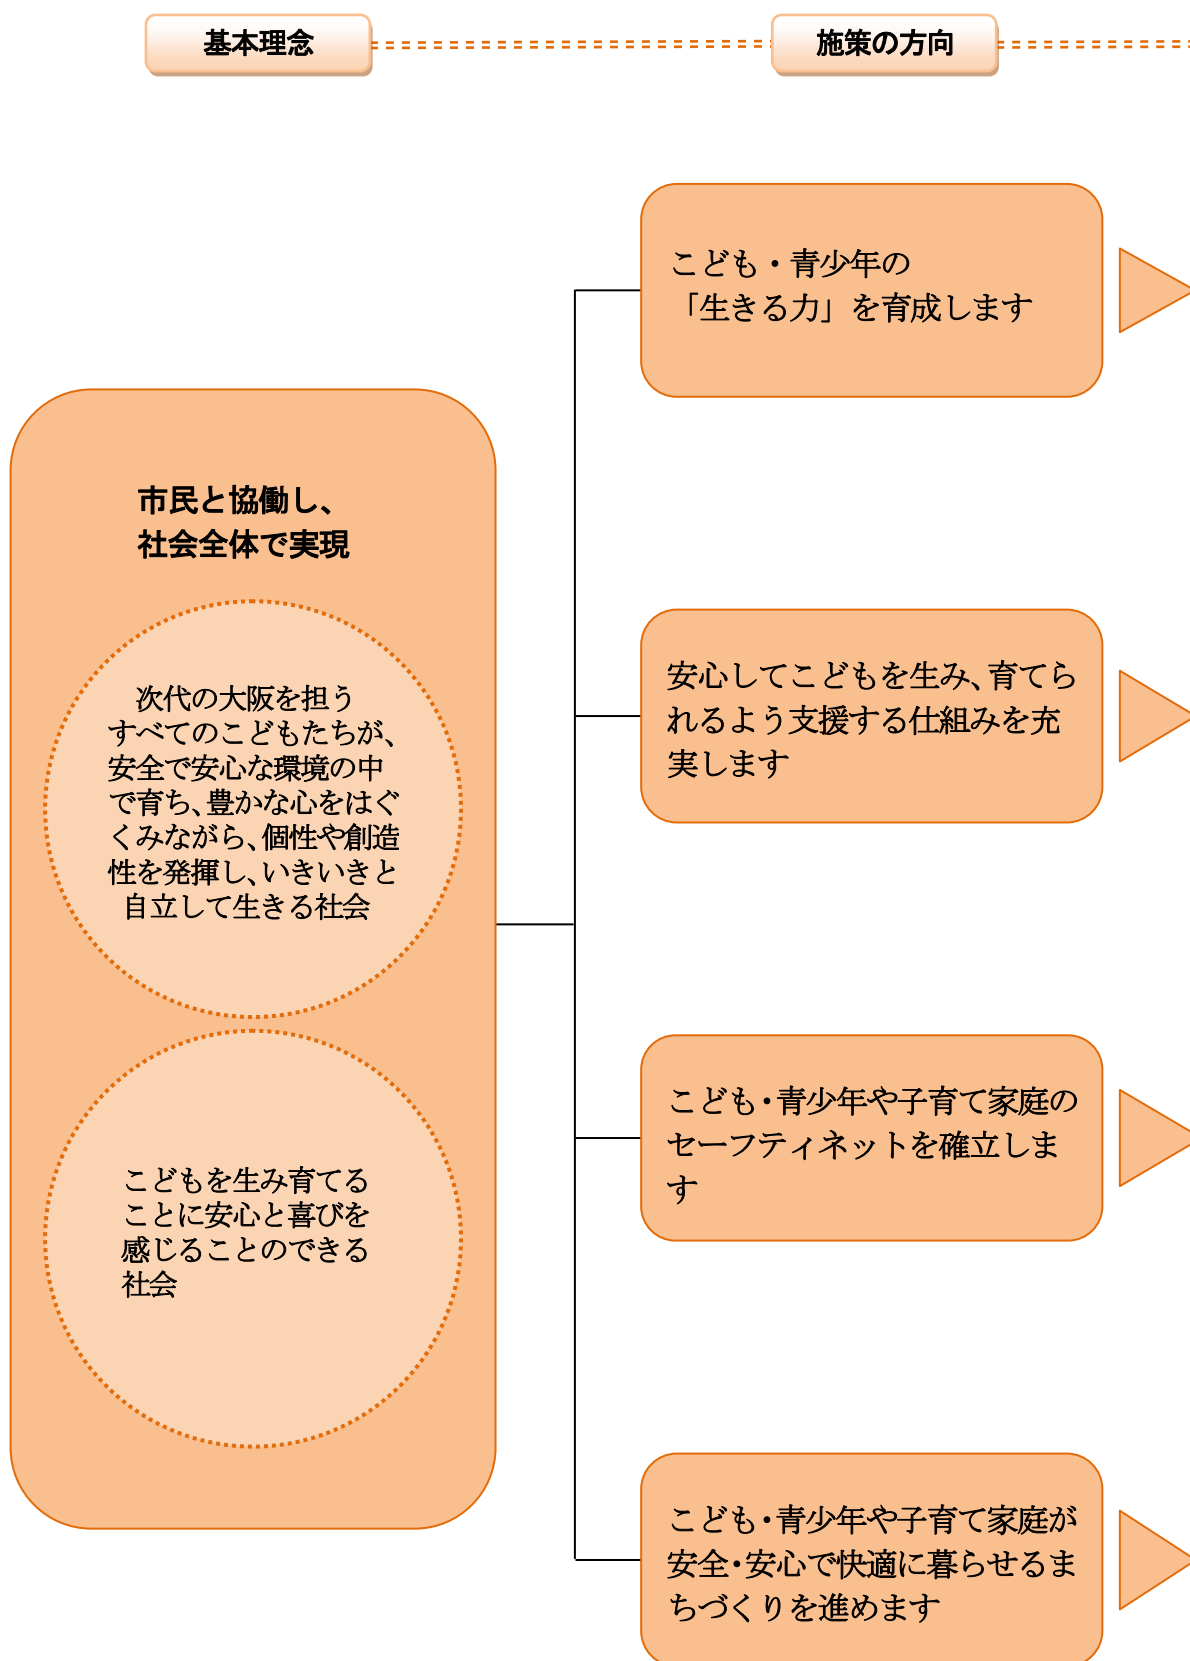 基本理念
施策の方向
市民と協働し、
社会全体で実現
次代の大阪を担う
すべてのこどもたちが、
安全で安心な環境の中
で育ち、豊かな心をはぐ
くみながら、個性や創造
性を発揮し、いきいきと
自立して生きる社会
こどもを生み育てる
ことに安心と喜びを
感じることのできる
社会
こども・青少年の
「生きる力」を育成します
安心してこどもを生み、育てら
れるよう支援する仕組みを充
実します
こども・青少年や子育て家庭の
セーフティネットを確立しま
す
こども・青少年や子育て家庭が
安全・安心で快適に暮らせるま
ちづくりを進めます